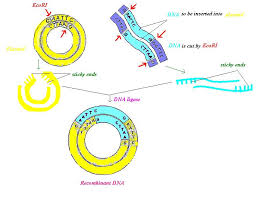 EcoRI
DNA to be inserted into plasmid
DNA is cut by EcoRI
plasmid
sticky ends
sticky ends
DNA ligase
Recombinant DNA